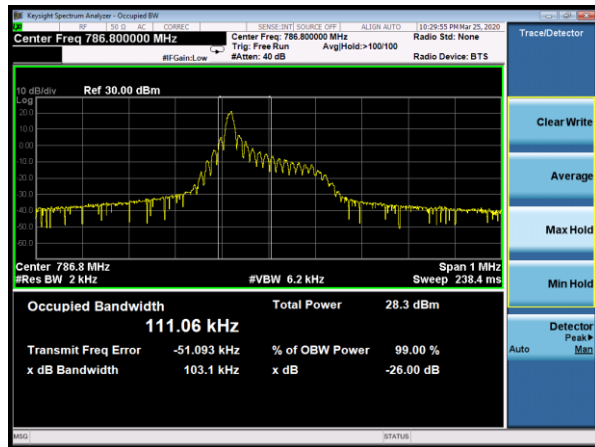 Keysight Spectrum Analyzer - Occupied BW
RF 50 Ω AC CORREC SENSE:INT SOURCE OFF ALIGN AUTO 10:29:55 PM Mar 25, 2020
Center Freq 786.800000 MHz
Center Freq: 786.800000 MHz
Radio Std: None
Trig: Free Run Avg|Hold:>100/100
#IFGain:Low #Atten: 40 dB Radio Device: BTS
Trace/Detector
10 dB/div Ref 30.00 dBm
Log
20.0
10.0
0.00
-10.0
-20.0
-30.0
-40.0
-50.0
-60.0
Center 786.8 MHz Span 1 MHz
#Res BW 2 kHz #VBW 6.2 kHz Sweep 238.4 ms
Occupied Bandwidth Total Power 28.3 dBm
111.06 kHz
Transmit Freq Error -51.093 kHz % of OBW Power 99.00 %
x dB Bandwidth 103.1 kHz x dB -26.00 dB
Clear Write
Average
Max Hold
Min Hold
Detector
Peak▶
Auto Man
MSG STATUS